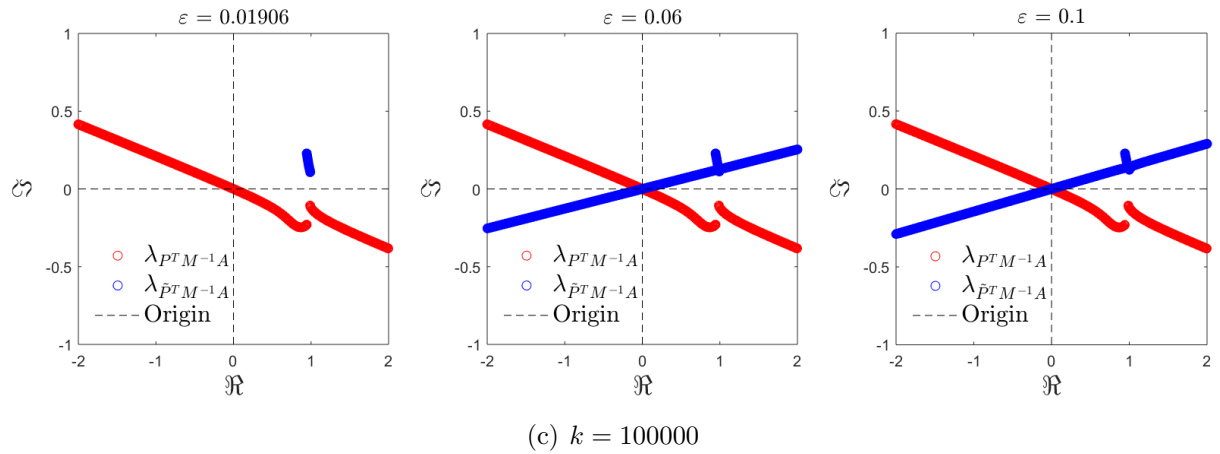 ε = 0.01906
1
0.5
0
-0.5
-1
ℑ
-2
-1
0
1
2
ℜ
λ_{P^T M^{-1} A}
λ_{P̃^T M^{-1} A}
Origin
ε = 0.06
1
0.5
0
-0.5
-1
ℑ
-2
-1
0
1
2
ℜ
λ_{P^T M^{-1} A}
λ_{P̃^T M^{-1} A}
Origin
ε = 0.1
1
0.5
0
-0.5
-1
ℑ
-2
-1
0
1
2
ℜ
λ_{P^T M^{-1} A}
λ_{P̃^T M^{-1} A}
Origin
(c) k = 100000